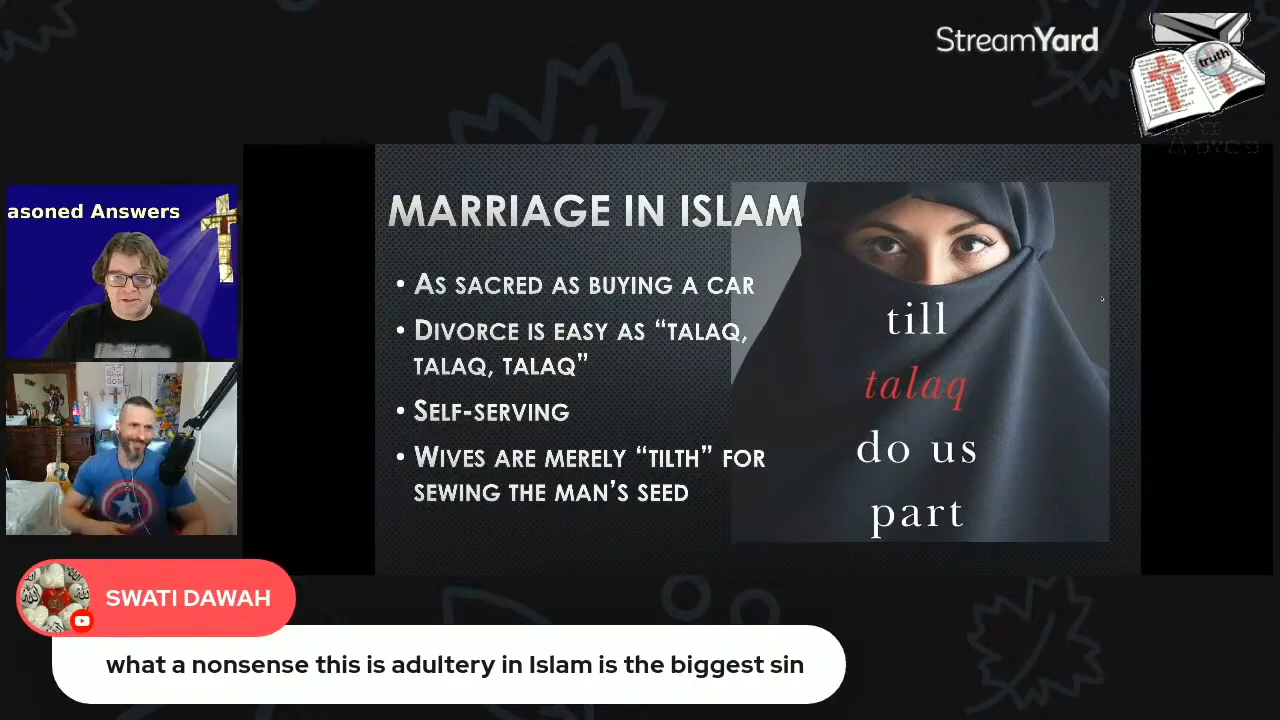 StreamYard
truth
asoned Answers
MARRIAGE IN ISLAM
• AS SACRED AS BUYING A CAR
• DIVORCE IS EASY AS “TALAQ,
TALAQ, TALAQ”
• SELF-SERVING
• WIVES ARE MERELY “TILTH” FOR
SEWING THE MAN’S SEED
till
talaq
do us
part
SWATI DAWAH
what a nonsense this is adultery in Islam is the biggest sin